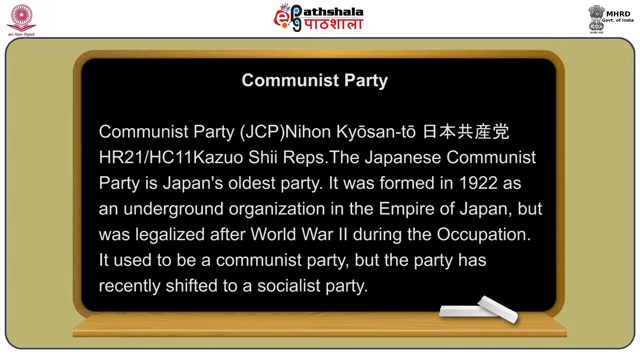 Pathshala
पाठशाला
MHRD
Govt. of India
Communist Party
Communist Party (JCP)Nihon Kyōsan-tō 日本共産党
HR21/HC11Kazuo Shii Reps.The Japanese Communist
Party is Japan's oldest party. It was formed in 1922 as
an underground organization in the Empire of Japan, but
was legalized after World War II during the Occupation.
It used to be a communist party, but the party has
recently shifted to a socialist party.